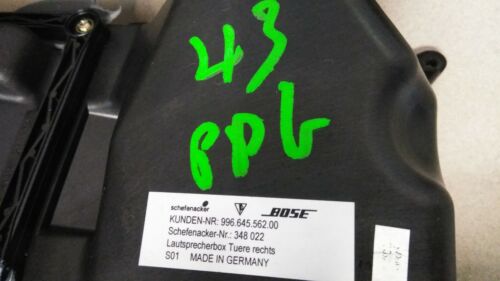 43
PPG
schefenacker BOSE
KUNDEN-NR: 996.645.562.00
Schefenacker-Nr.: 348 022
Lautsprecherbox Tuere rechts
S01 MADE IN GERMANY